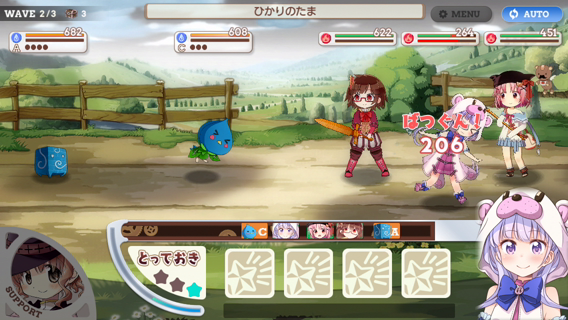 WAVE 2/3
3
ひかりのたま
MENU
AUTO
682
A
608
C
622
264
451
ばつぐん!
206
C
A
とっておき
SUPPORT